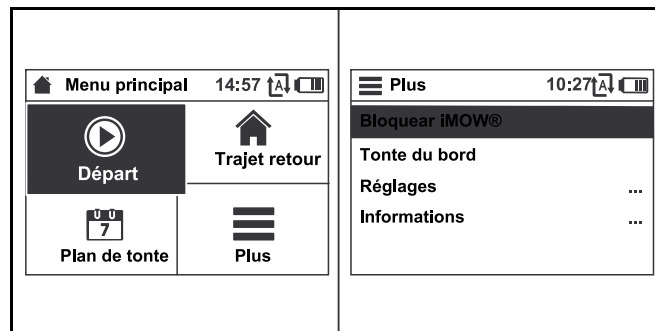 Menu principal 14:57 A
Départ
Trajet retour
7
Plan de tonte
Plus
Plus 10:27 A
Bloquear iMOW®
Tonte du bord
Réglages ...
Informations ...